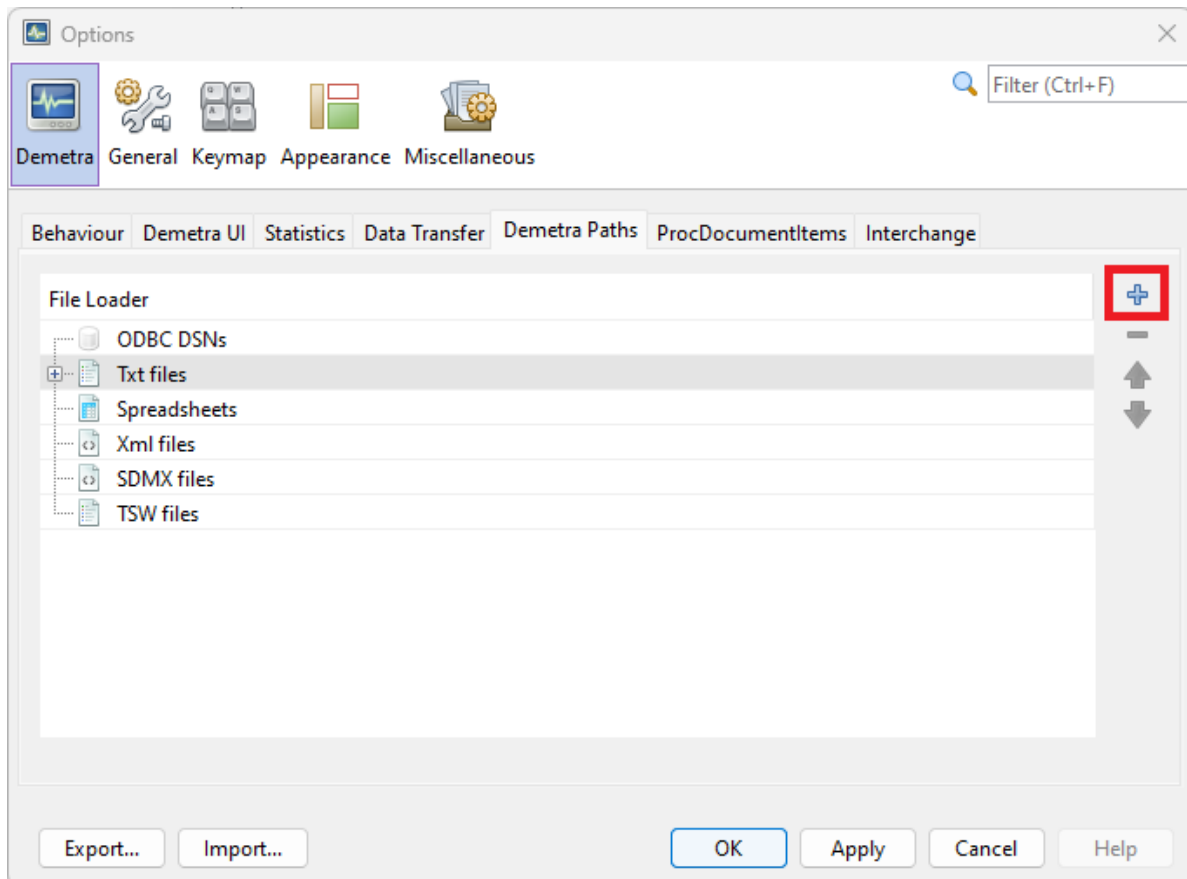 Options
Filter (Ctrl+F)
Demetra General Keymap Appearance Miscellaneous
Behaviour Demetra UI Statistics Data Transfer Demetra Paths ProcDocumentItems Interchange
File Loader
ODBC DSNs
Txt files
Spreadsheets
Xml files
SDMX files
TSW files
Export... Import... OK Apply Cancel Help